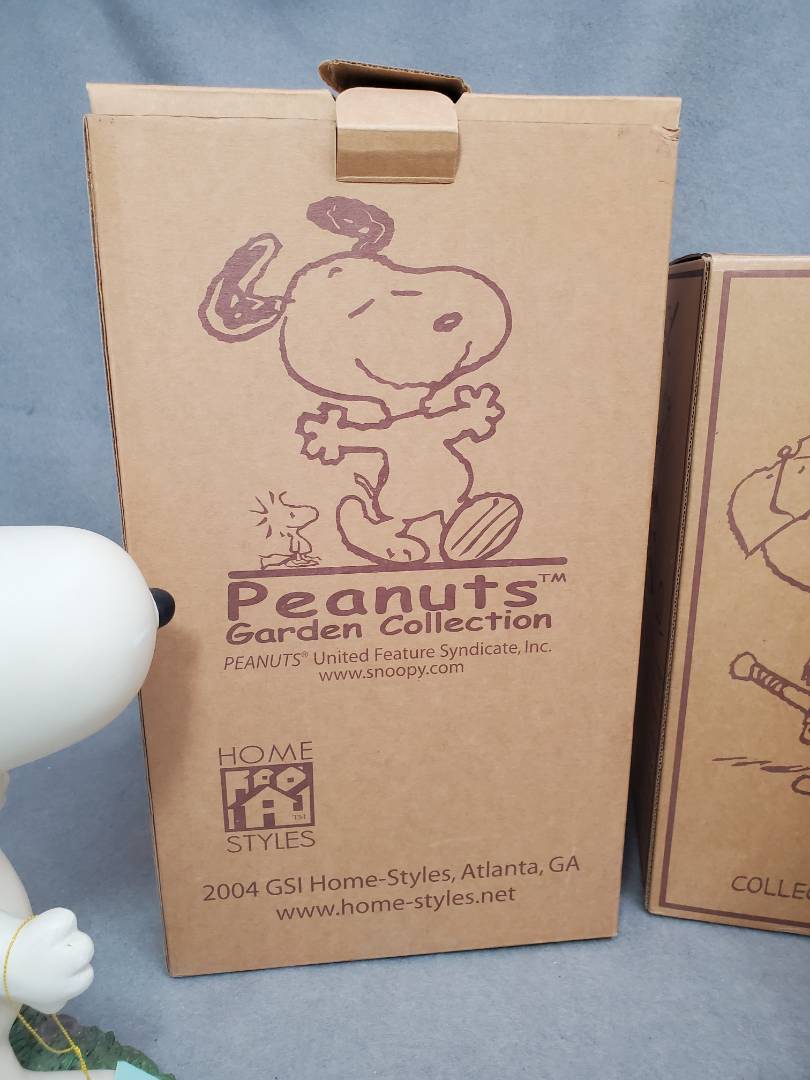 Peanuts™
Garden Collection
PEANUTS® United Feature Syndicate, Inc.
www.snoopy.com
HOME
TM
STYLES
2004 GSI Home-Styles, Atlanta, GA
www.home-styles.net